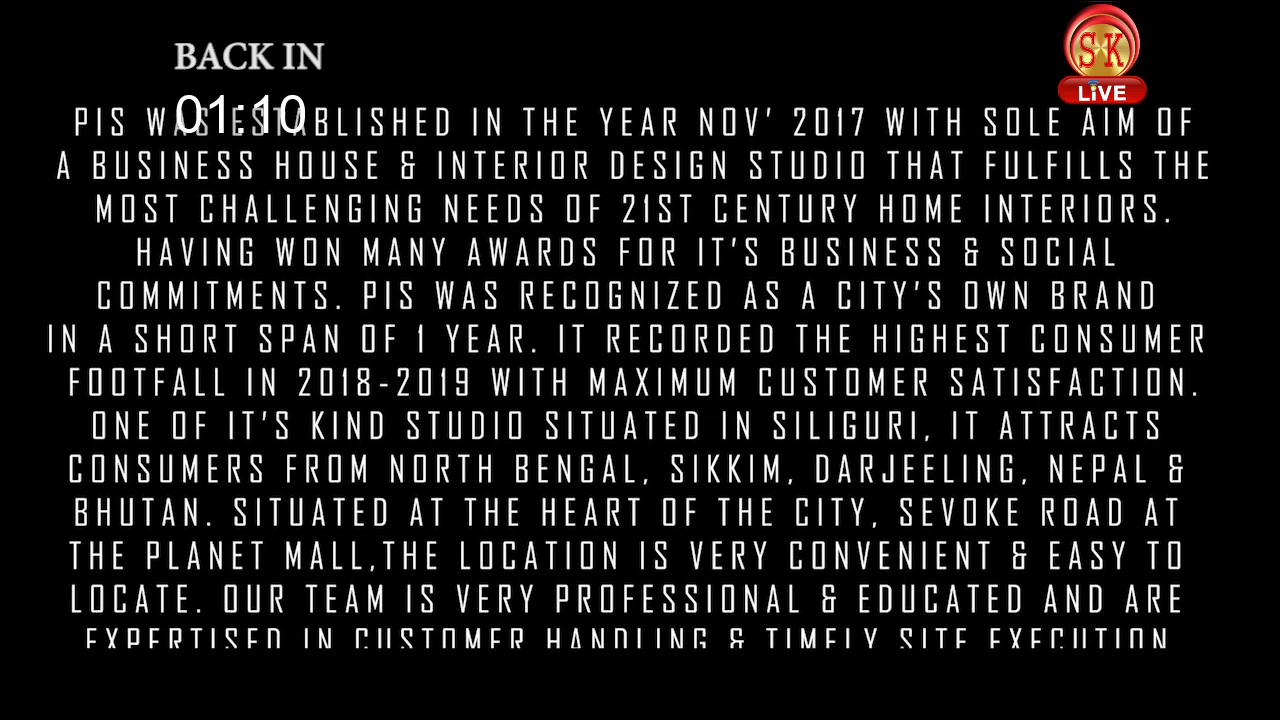 BACK IN
01:10
SK
LiVE
PIS WAS ESTABLISHED IN THE YEAR NOV' 2017 WITH SOLE AIM OF
A BUSINESS HOUSE & INTERIOR DESIGN STUDIO THAT FULFILLS THE
MOST CHALLENGING NEEDS OF 21ST CENTURY HOME INTERIORS.
HAVING WON MANY AWARDS FOR IT'S BUSINESS & SOCIAL
COMMITMENTS. PIS WAS RECOGNIZED AS A CITY'S OWN BRAND
IN A SHORT SPAN OF 1 YEAR. IT RECORDED THE HIGHEST CONSUMER
FOOTFALL IN 2018-2019 WITH MAXIMUM CUSTOMER SATISFACTION.
ONE OF IT'S KIND STUDIO SITUATED IN SILIGURI, IT ATTRACTS
CONSUMERS FROM NORTH BENGAL, SIKKIM, DARJEELING, NEPAL &
BHUTAN. SITUATED AT THE HEART OF THE CITY, SEVOKE ROAD AT
THE PLANET MALL,THE LOCATION IS VERY CONVENIENT & EASY TO
LOCATE. OUR TEAM IS VERY PROFESSIONAL & EDUCATED AND ARE
EXPERTISED IN CUSTOMER HANDLING & TIMELY SITE EXECUTION